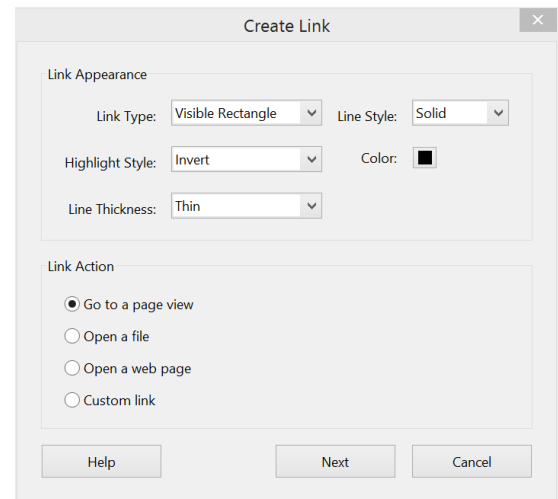 Create Link
Link Appearance
Link Type: Visible Rectangle Line Style: Solid
Highlight Style: Invert Color:
Line Thickness: Thin
Link Action
Go to a page view
Open a file
Open a web page
Custom link
Help Next Cancel